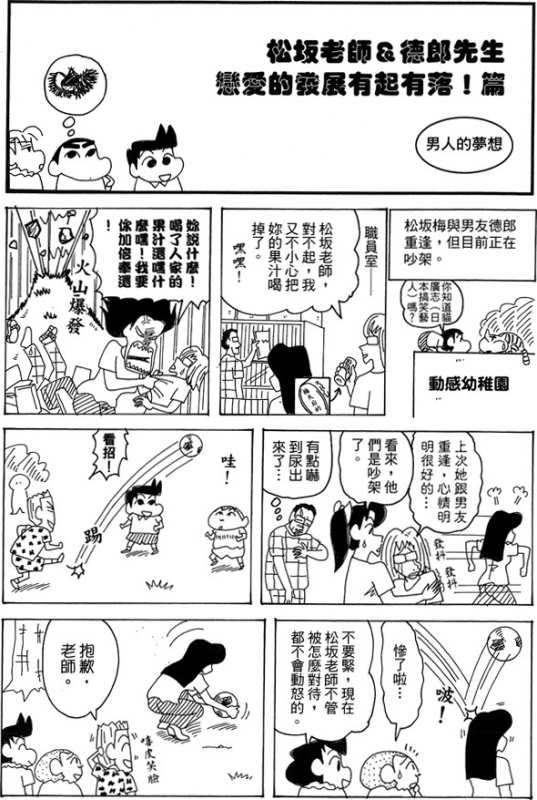 松坂老師＆德郎先生
戀愛的發展有起有落！篇
男人的夢想
松坂梅與男友德郎
重逢，但目前正在
吵架。
你知道貓
廣志（日
本搞笑藝
人）嗎？
動感幼稚園
職員室
松坂老師，
對不起，我
又不小心把
妳的果汁喝
掉了。
嘿嘿！
妳說什麼！
喝了人家的
果汁還嘿什
麼嘿！我要
你加倍奉還
！
火山爆發
上次她跟男友
重逢，心情明
明很好的…
看來，他
們是吵架
了。
發抖
發抖
有點嚇
到尿出
來了…
哇！
看招！
踢
慘了啦…
啵！
不要緊，現在
松坂老師不管
被怎麼對待，
都不會動怒的。
抱歉，
老師。
嘻皮笑臉